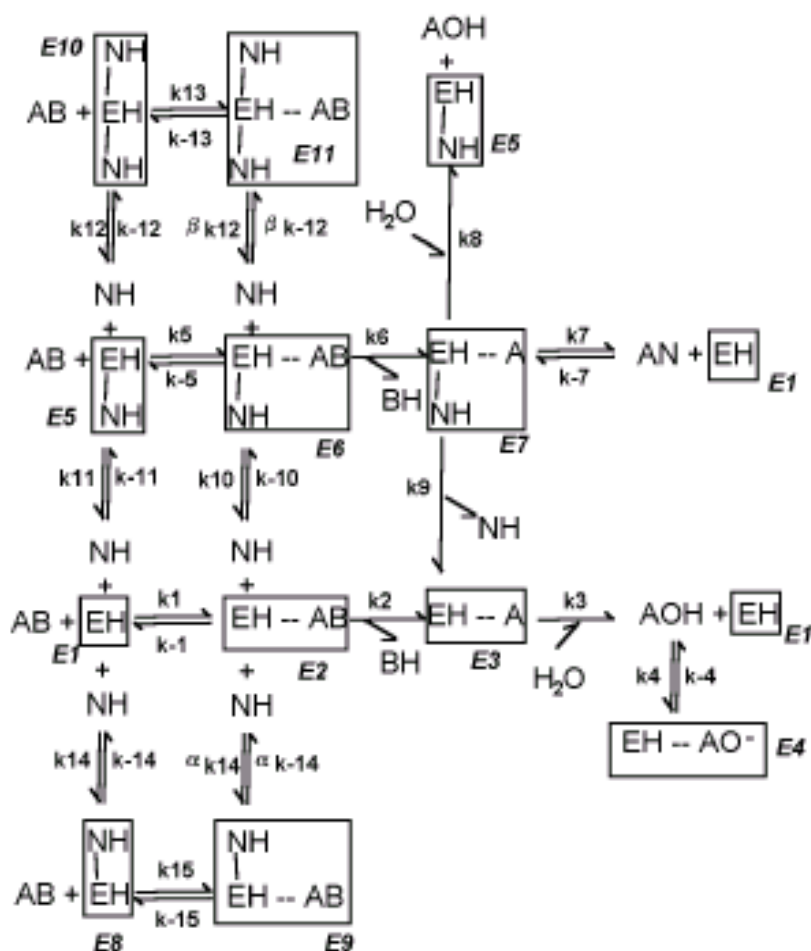 E10 NH NH AOH
+
AB + EH k13 EH -- AB EH
k-13
NH NH E11 NH E5
k12 k-12 β k12 β k-12 H2O k8
NH NH
+ +
AB + EH k5 EH -- AB k6 EH -- A k7 AN + EH
k-5 BH k-7 E1
E5 NH NH E6 NH E7
k11 k-11 k10 k-10 k9
NH NH NH
+ +
AB + EH k1 EH -- AB k2 EH -- A k3 AOH + EH
E1 k-1 E2 BH E3 H2O E1
+ +
NH NH k4 k-4
k14 k-14 α k14 α k-14 EH -- AO- E4
NH NH
AB + EH k15 EH -- AB
k-15
E8 E9